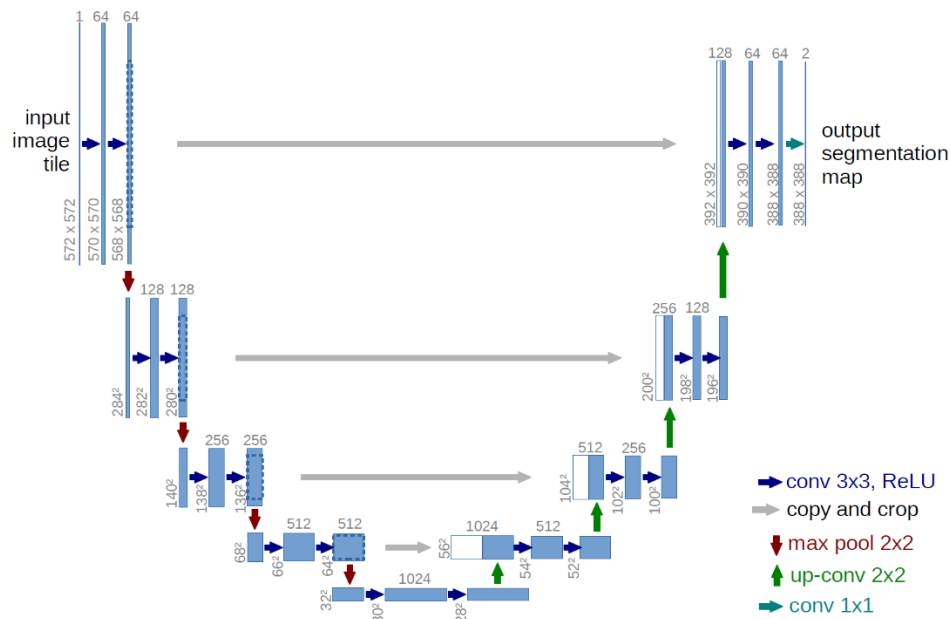 1 64 64
input
image
tile
572 x 572
570 x 570
568 x 568
128 64 64 2
output
segmentation
map
392 x 392
390 x 390
388 x 388
388 x 388
128 128
284²
282²
280²
256 128
200²
198²
196²
256 256
140²
138²
136²
512 256
104²
102²
100²
512 512
68²
66²
64²
1024 512
56²
54²
52²
1024
32²
conv 3x3, ReLU
copy and crop
max pool 2x2
up-conv 2x2
conv 1x1